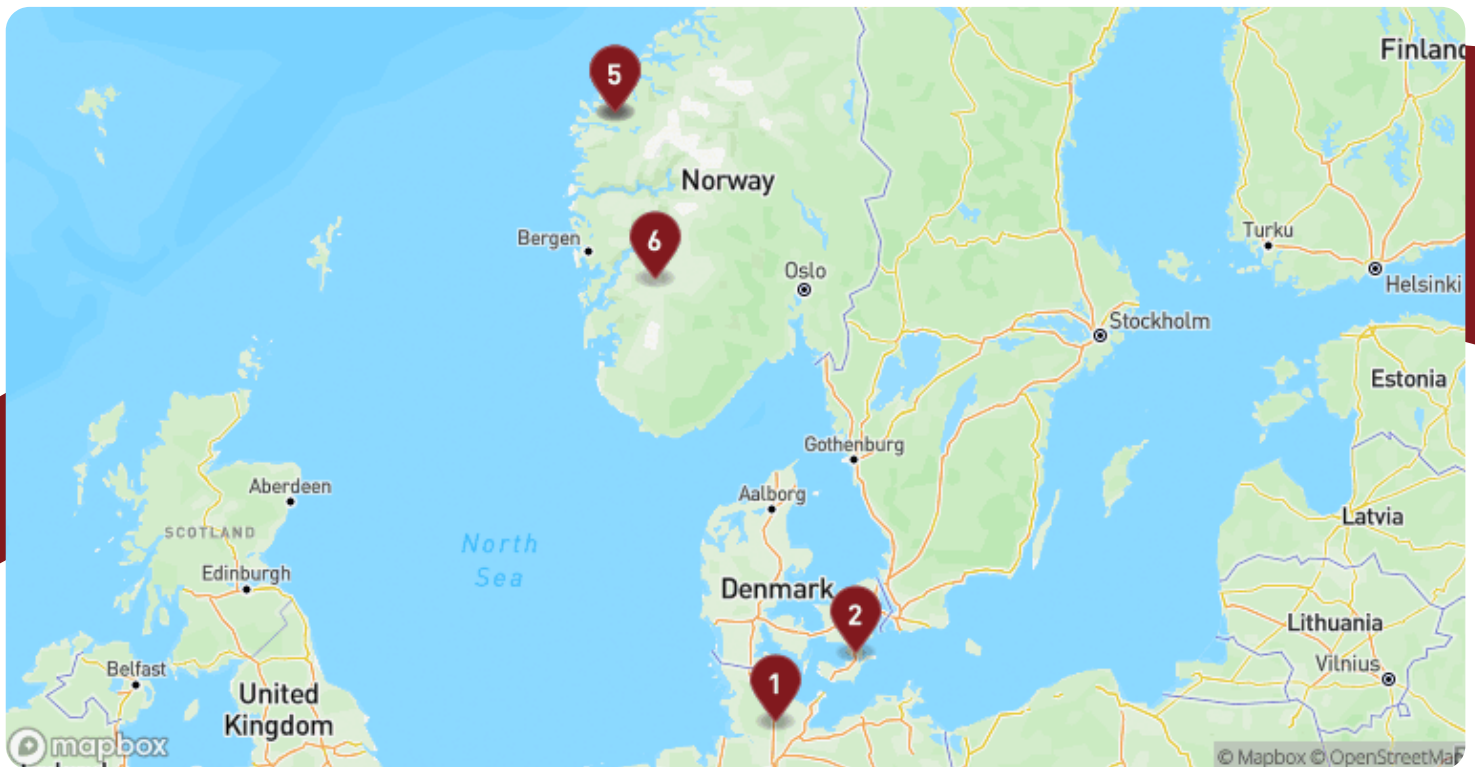 Finland
5
Norway
6
Bergen
Oslo
Turku
Helsinki
Stockholm
Estonia
Gothenburg
Aberdeen
Aalborg
SCOTLAND
Latvia
North
Sea
Edinburgh
Denmark
2
Lithuania
Vilnius
Belfast
1
United
Kingdom
mapbox
© Mapbox © OpenStreetMap